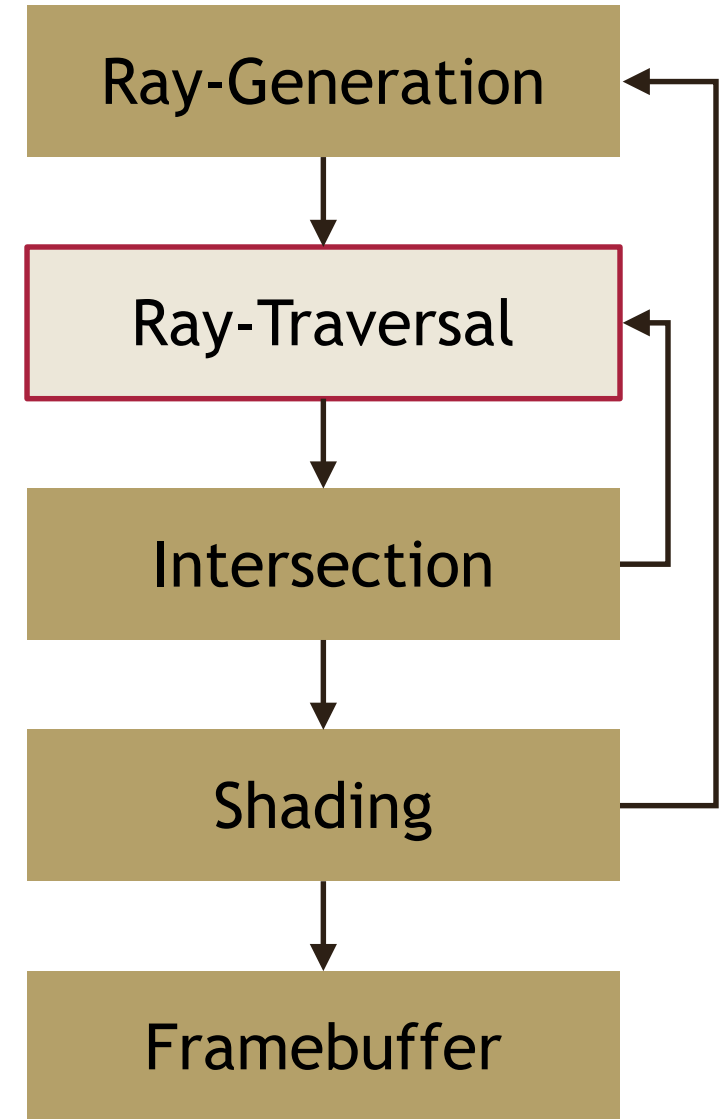 Ray-Generation
Ray-Traversal
Intersection
Shading
Framebuffer